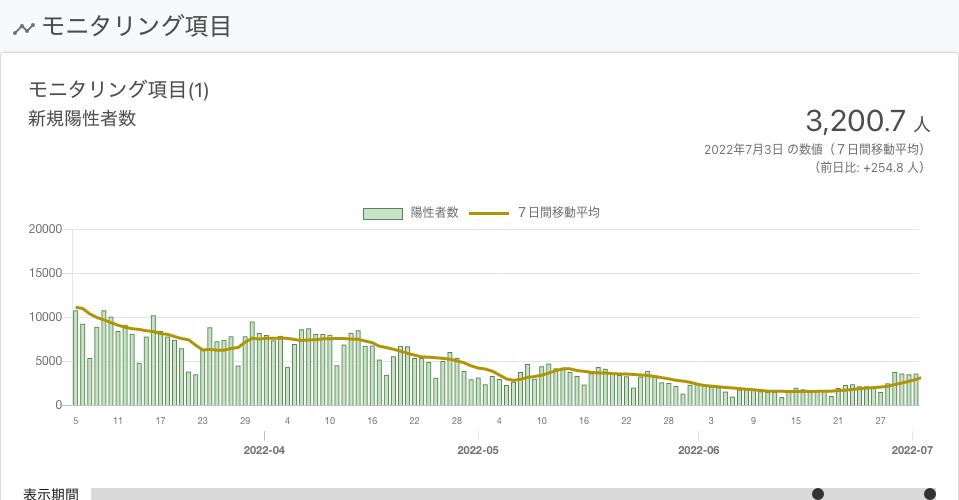 モニタリング項目
モニタリング項目(1)
新規陽性者数
3,200.7 人
2022年7月3日 の数値（７日間移動平均）
（前日比: +254.8 人）
陽性者数 ７日間移動平均
20000
15000
10000
5000
0
5 11 17 23 29 4 10 16 22 28 4 10 16 22 28 3 9 15 21 27
2022-04 2022-05 2022-06 2022-07
表示期間